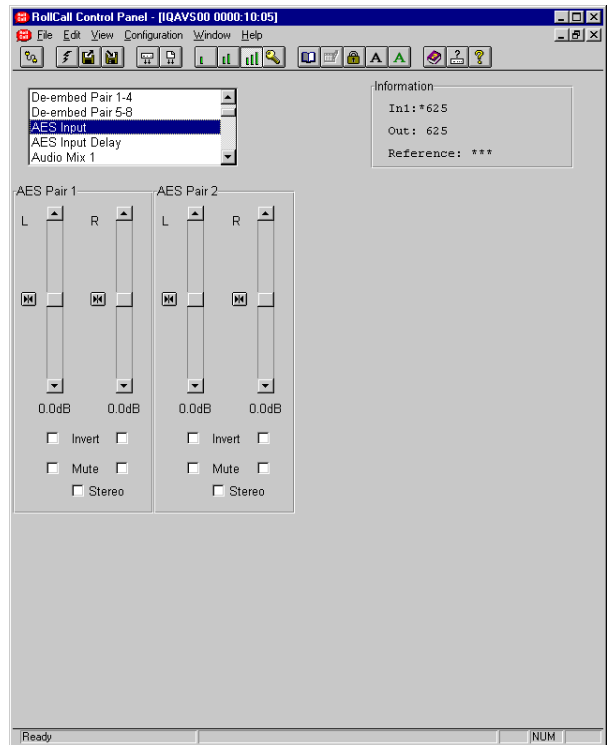 RollCall Control Panel - [IQAVS00 0000:10:05]
File Edit View Configuration Window Help
A A ? ?
De-embed Pair 1-4
De-embed Pair 5-8
AES Input
AES Input Delay
Audio Mix 1
Information
In1:*625
Out: 625
Reference: ***
AES Pair 1
AES Pair 2
L R L R
0.0dB 0.0dB 0.0dB 0.0dB
Invert Invert
Mute Mute
Stereo Stereo
Ready NUM